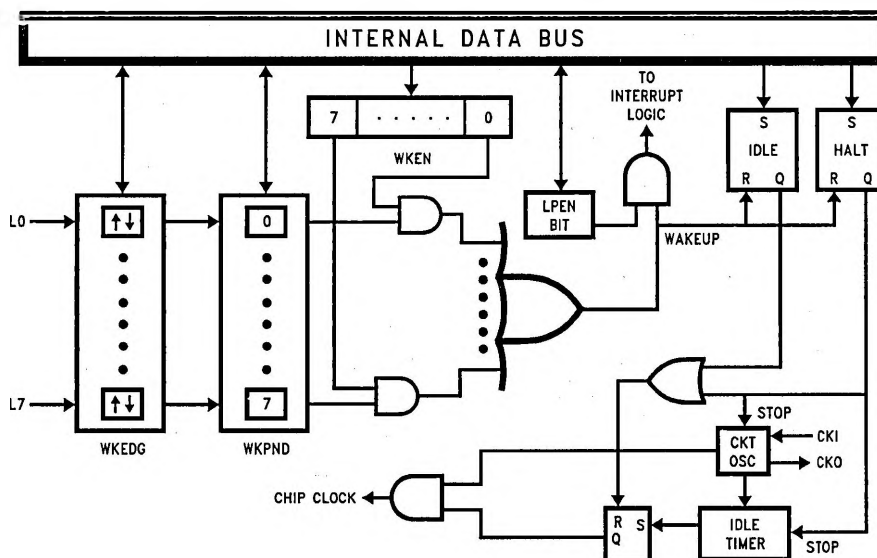 INTERNAL DATA BUS
TO
INTERRUPT
LOGIC
7 · · · · · 0
WKEN
S
IDLE
R Q
S
HALT
R Q
LPEN
BIT
WAKEUP
L0
↑↓
0
L7
↑↓
7
WKEDG
WKPND
STOP
CKT
OSC
CKI
CKO
CHIP CLOCK
R S
Q
IDLE
TIMER
STOP